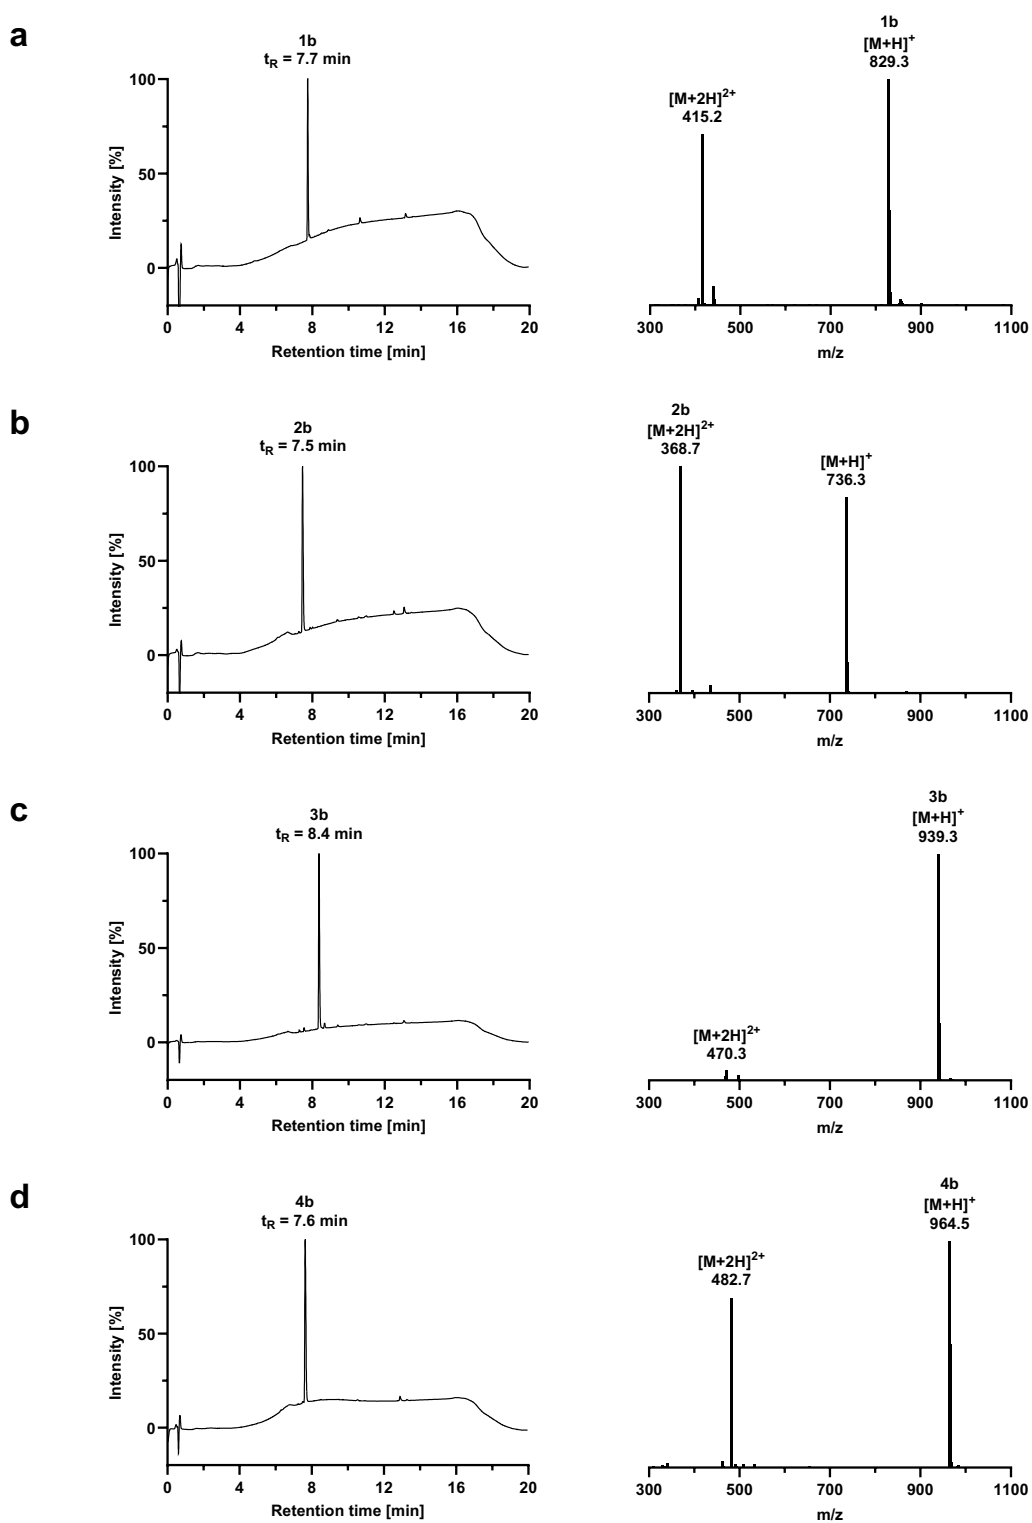 a
1b
tR = 7.7 min
100
50
0
Intensity [%]
0 4 8 12 16 20
Retention time [min]
1b
[M+H]+
829.3
[M+2H]2+
415.2
300 500 700 900 1100
m/z
b
2b
tR = 7.5 min
100
50
0
Intensity [%]
0 4 8 12 16 20
Retention time [min]
2b
[M+2H]2+
368.7
[M+H]+
736.3
300 500 700 900 1100
m/z
c
3b
tR = 8.4 min
100
50
0
Intensity [%]
0 4 8 12 16 20
Retention time [min]
3b
[M+H]+
939.3
[M+2H]2+
470.3
300 500 700 900 1100
m/z
d
4b
tR = 7.6 min
100
50
0
Intensity [%]
0 4 8 12 16 20
Retention time [min]
4b
[M+H]+
964.5
[M+2H]2+
482.7
300 500 700 900 1100
m/z